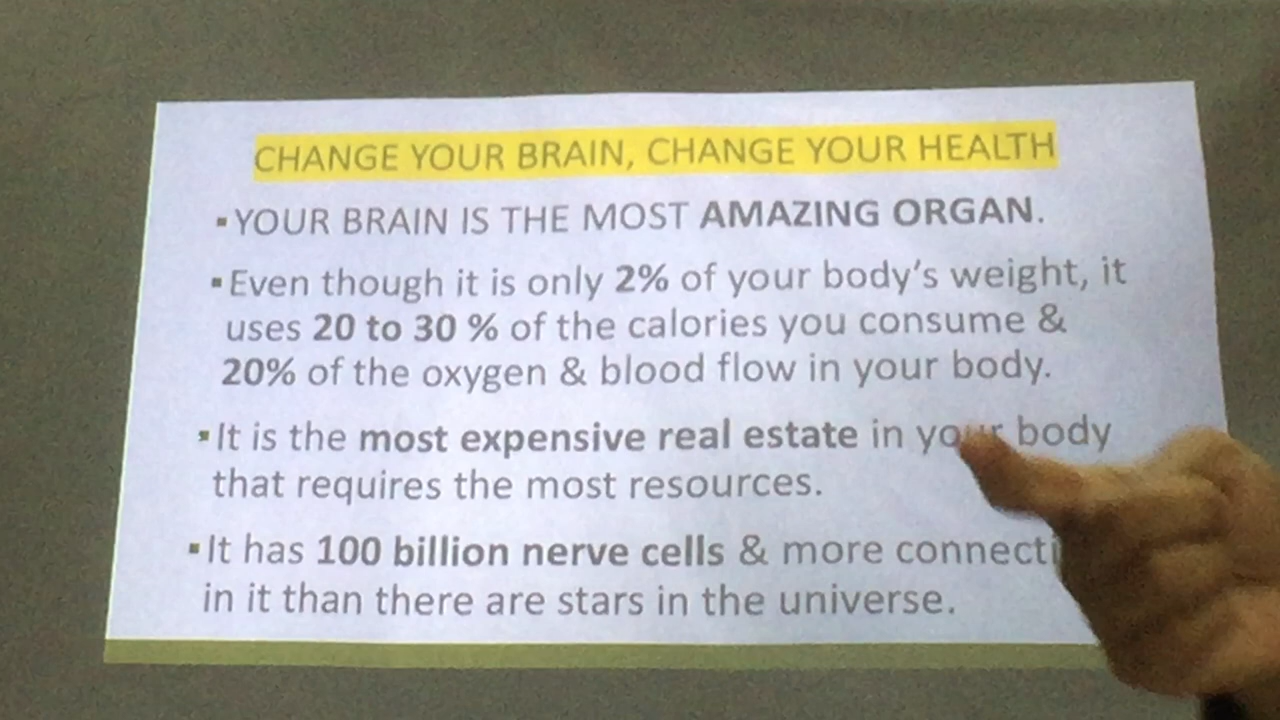 CHANGE YOUR BRAIN, CHANGE YOUR HEALTH
▪YOUR BRAIN IS THE MOST AMAZING ORGAN.
▪Even though it is only 2% of your body's weight, it
uses 20 to 30 % of the calories you consume &
20% of the oxygen & blood flow in your body.
▪It is the most expensive real estate in your body
that requires the most resources.
▪It has 100 billion nerve cells & more
in it than there are stars in the universe.